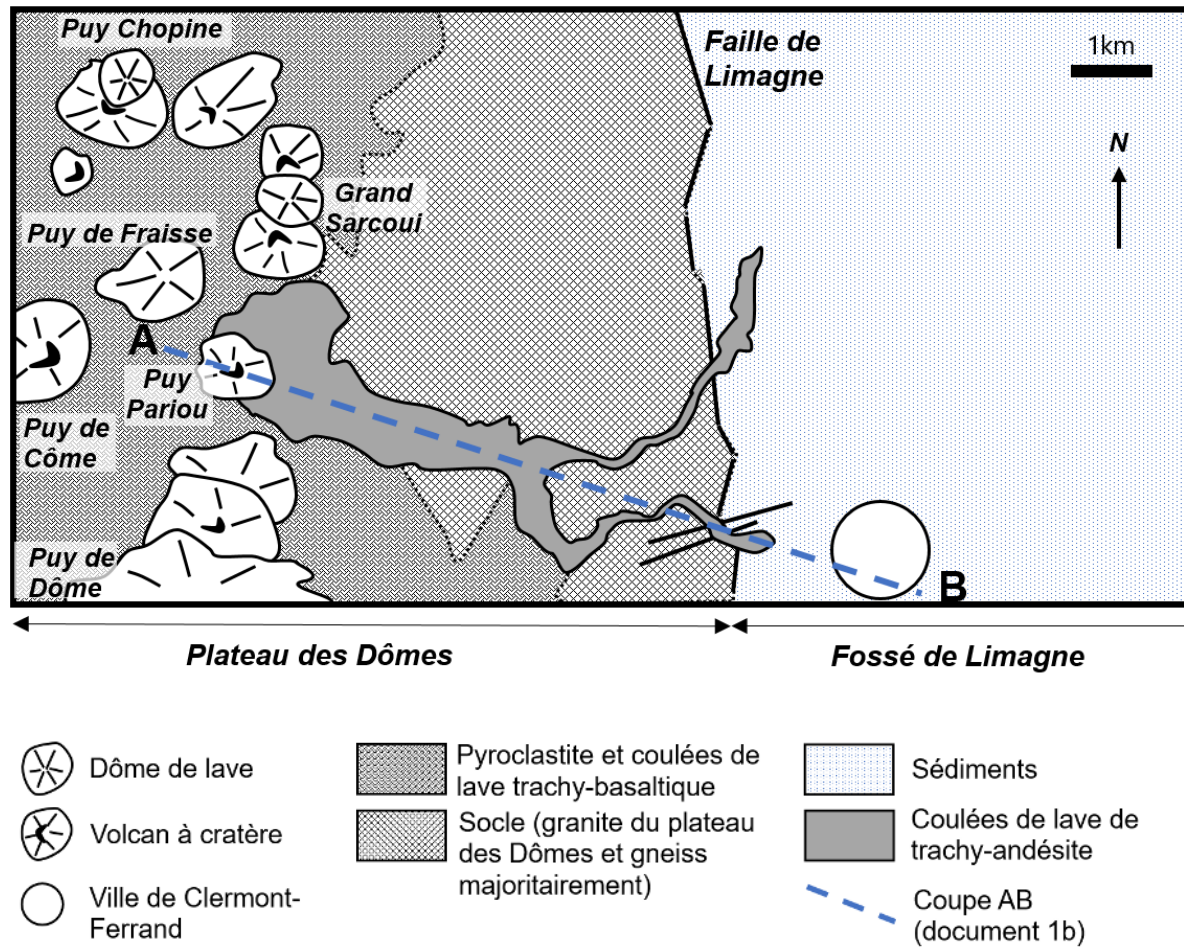 Puy Chopine
Faille de
Limagne
1km
N
Grand
Sarcoui
Puy de Fraisse
A
Puy
Pariou
Puy de
Côme
Puy de
Dôme
B
Plateau des Dômes
Fossé de Limagne
Dôme de lave
Volcan à cratère
Ville de Clermont-
Ferrand
Pyroclastite et coulées de
lave trachy-basaltique
Socle (granite du plateau
des Dômes et gneiss
majoritairement)
Sédiments
Coulées de lave de
trachy-andésite
Coupe AB
(document 1b)